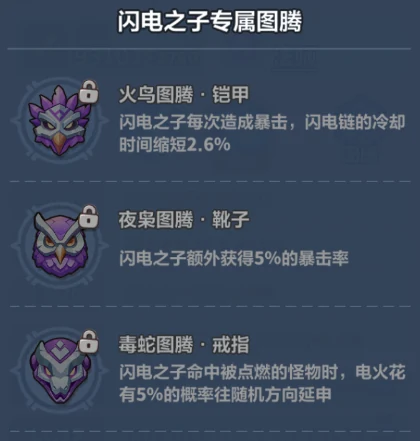 闪电之子专属图腾
火鸟图腾·铠甲
闪电之子每次造成暴击，闪电链的冷却
时间缩短2.6%
夜枭图腾·靴子
闪电之子额外获得5%的暴击率
毒蛇图腾·戒指
闪电之子命中被点燃的怪物时，电火花
有5%的概率往随机方向延申